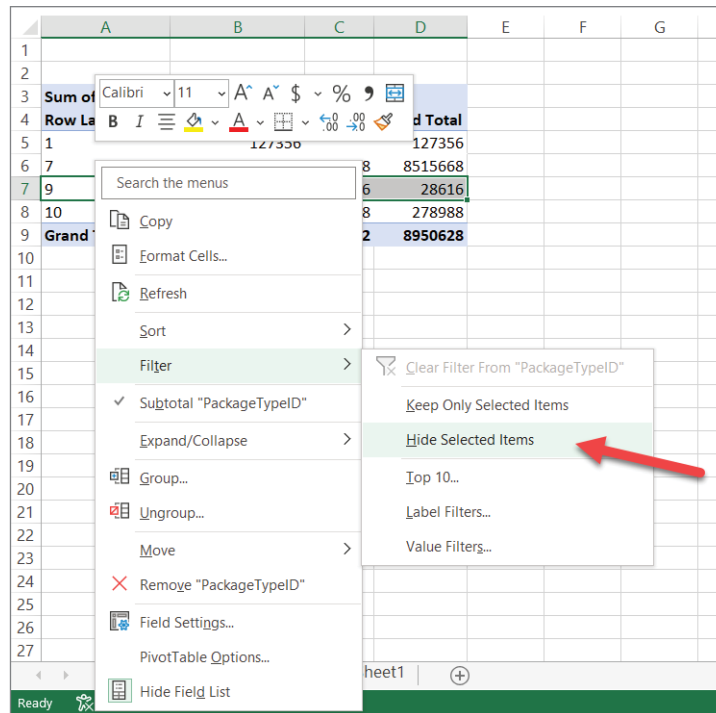 A B C D E F G
1
2
Calibri 11 A A $ % 9
3 Sum of
B I A .00 .00
4 Row La d Total
5 1 127356 127356
6 7 8 8515668
Search the menus
7 9 6 28616
8 10 8 278988
Copy
9 Grand 2 8950628
10 Format Cells...
11
Refresh
12
13 Sort
14
Filter Clear Filter From "PackageTypeID"
15
16 Subtotal "PackageTypeID" Keep Only Selected Items
17
18 Expand/Collapse Hide Selected Items
19
Group... Top 10...
20
21 Ungroup... Label Filters...
22
Move Value Filters...
23
24 Remove "PackageTypeID"
25
Field Settings...
26
PivotTable Options...
27
heet1
Hide Field List
Ready